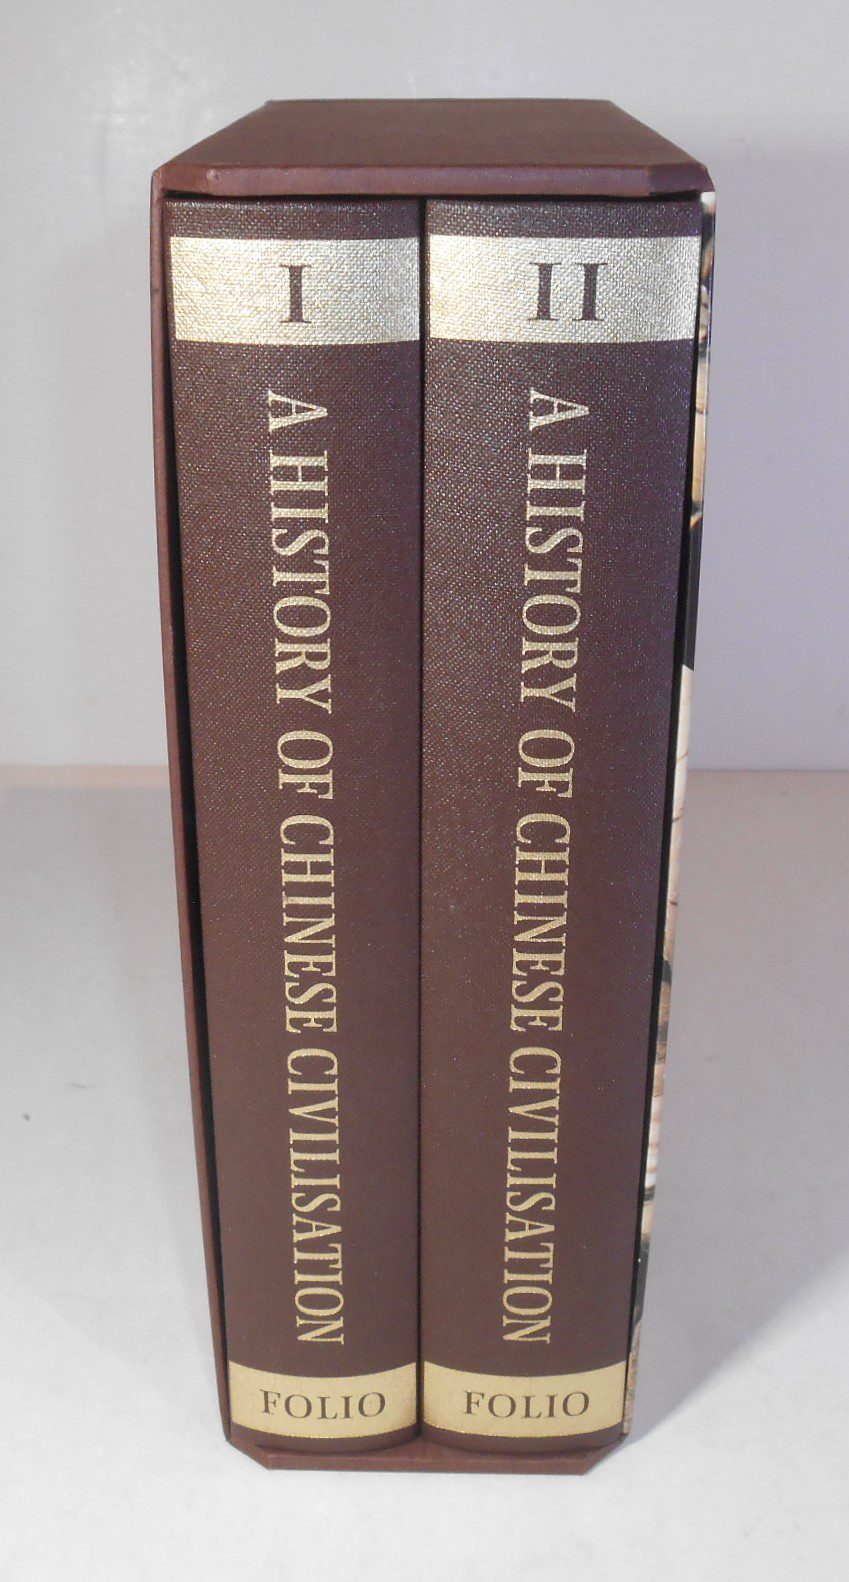 I
A HISTORY OF CHINESE CIVILISATION
FOLIO
II
A HISTORY OF CHINESE CIVILISATION
FOLIO